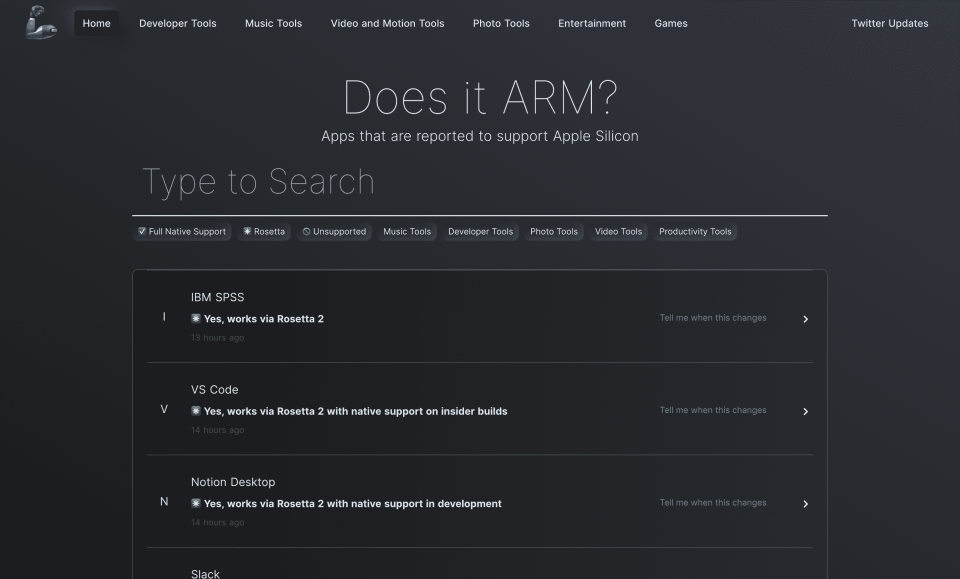 Home
Developer Tools
Music Tools
Video and Motion Tools
Photo Tools
Entertainment
Games
Twitter Updates
Does it ARM?
Apps that are reported to support Apple Silicon
Type to Search
Full Native Support
Rosetta
Unsupported
Music Tools
Developer Tools
Photo Tools
Video Tools
Productivity Tools
I
IBM SPSS
Yes, works via Rosetta 2
13 hours ago
Tell me when this changes
V
VS Code
Yes, works via Rosetta 2 with native support on insider builds
14 hours ago
Tell me when this changes
N
Notion Desktop
Yes, works via Rosetta 2 with native support in development
14 hours ago
Tell me when this changes
Slack